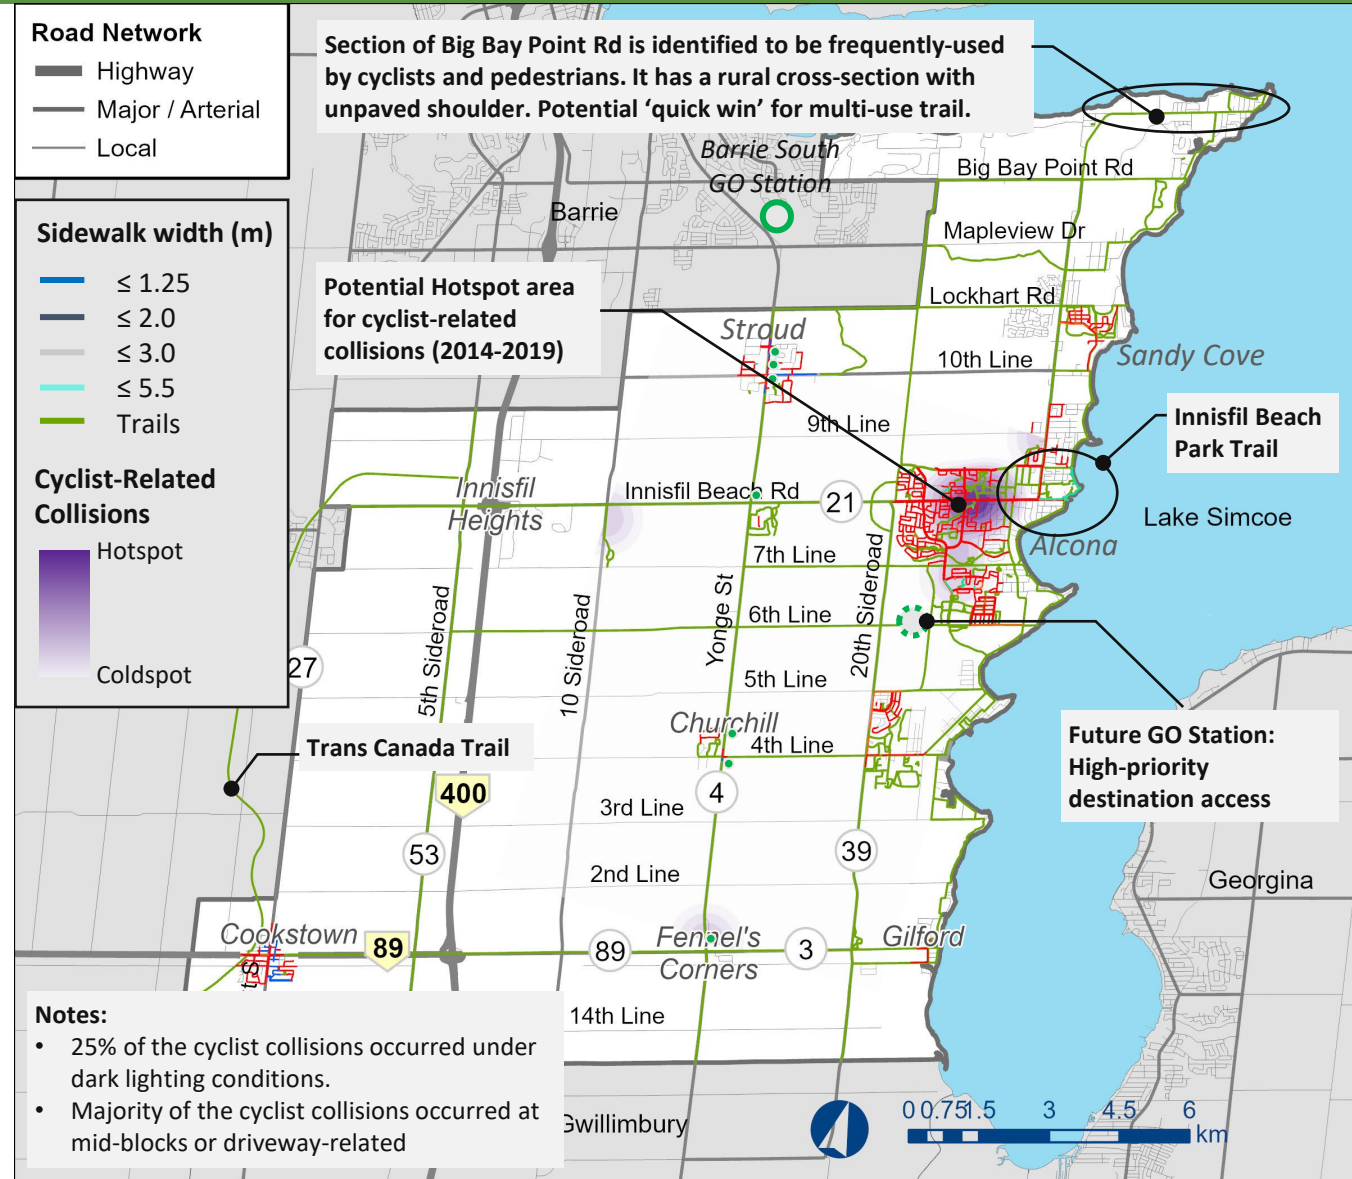 Road Network
Highway
Major / Arterial
Local
Sidewalk width (m)
≤ 1.25
≤ 2.0
≤ 3.0
≤ 5.5
Trails
Cyclist-Related
Collisions
Hotspot
Coldspot
Section of Big Bay Point Rd is identified to be frequently-used
by cyclists and pedestrians. It has a rural cross-section with
unpaved shoulder. Potential ‘quick win’ for multi-use trail.
Barrie South
GO Station
Barrie
Big Bay Point Rd
Mapleview Dr
Lockhart Rd
Potential Hotspot area
for cyclist-related
collisions (2014-2019)
Stroud
10th Line
Sandy Cove
9th Line
Innisfil Beach
Park Trail
Innisfil
Heights
Innisfil Beach Rd
21
Lake Simcoe
Alcona
7th Line
6th Line
5th Sideroad
10 Sideroad
Yonge St
20th Sideroad
27
5th Line
Churchill
4th Line
Trans Canada Trail
Future GO Station:
High-priority
destination access
400
4
3rd Line
53
39
2nd Line
Georgina
Cookstown
89
89
Fennel's
Corners
3
Gilford
t S
14th Line
Notes:
• 25% of the cyclist collisions occurred under
dark lighting conditions.
• Majority of the cyclist collisions occurred at
mid-blocks or driveway-related
Gwillimbury
0 0.75 1.5 3 4.5 6
km